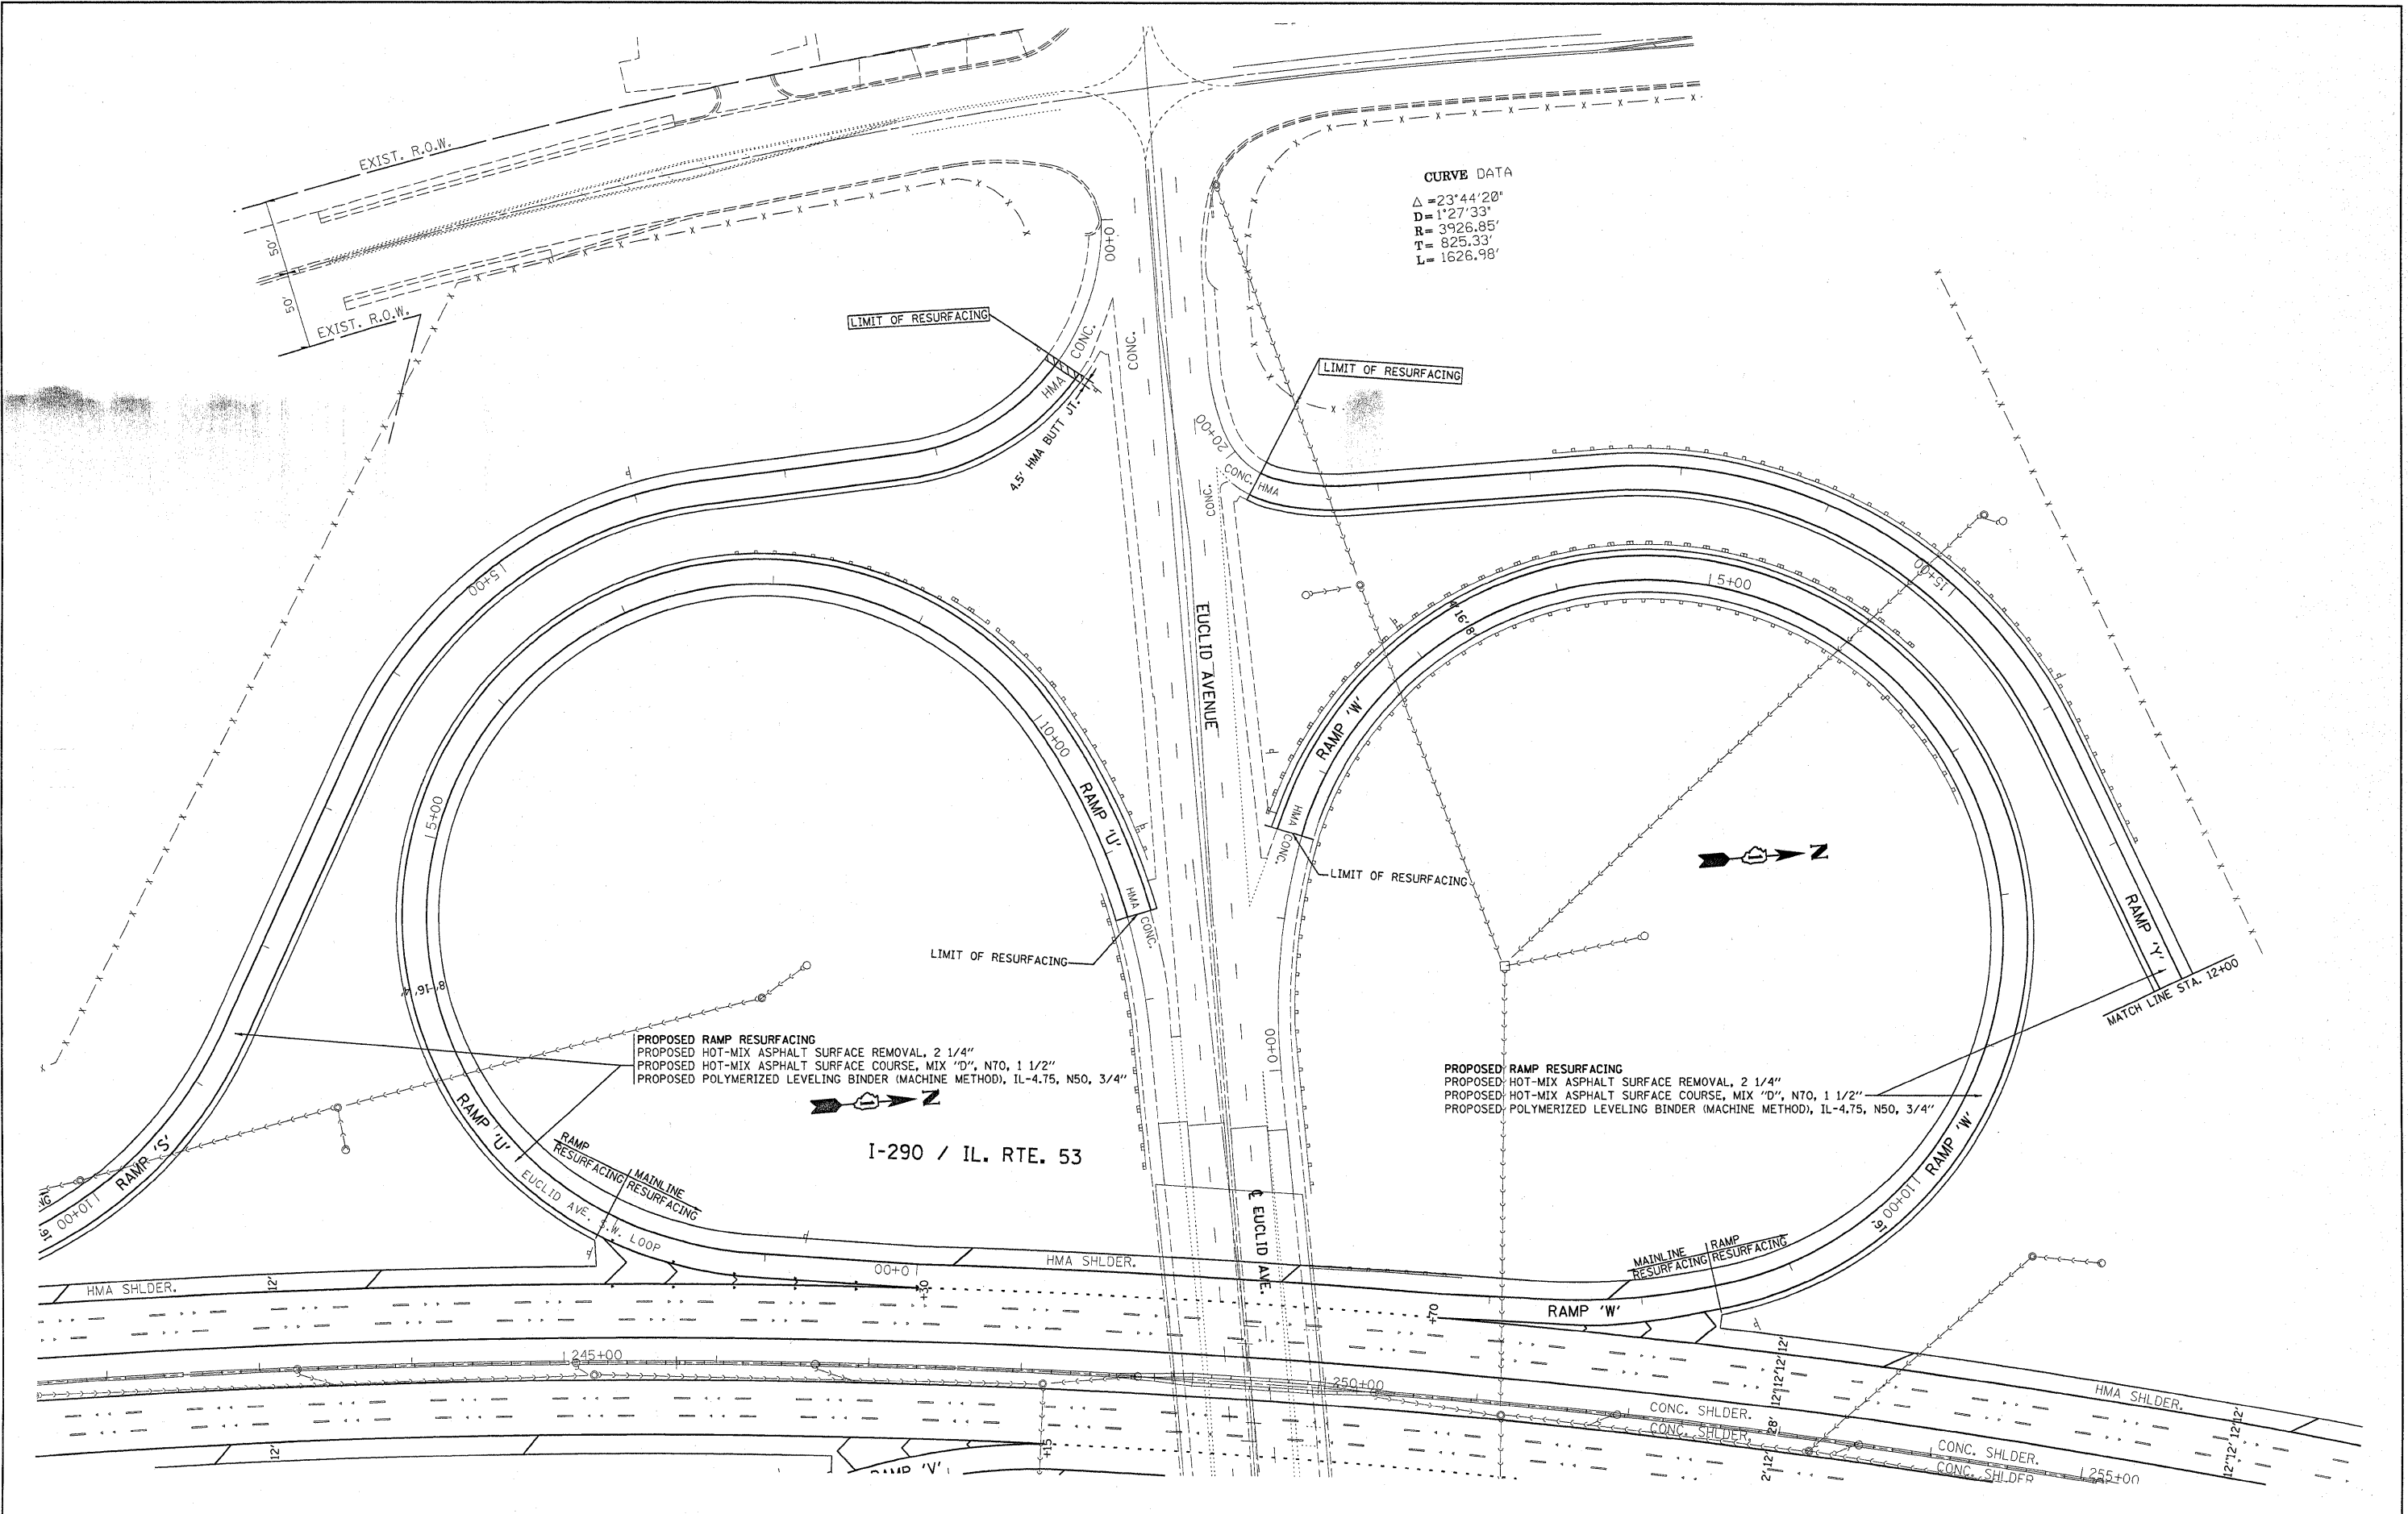 EXIST. R.O.W.
50'
50'
EXIST. R.O.W.
CURVE DATA
Δ =23°44'20"
D= 1°27'33"
R= 3926.85'
T= 825.33'
L= 1626.98'
0+00
LIMIT OF RESURFACING
CONC.
HMA
CONC.
4.5' HMA BUTT JT.
LIMIT OF RESURFACING
20+00
CONC.
HMA
CONC.
15+00
5+00
15+00
16'
EUCLID AVENUE
RAMP 'W'
10+00
RAMP 'U'
5+00
HMA
CONC.
HMA
CONC.
LIMIT OF RESURFACING
LIMIT OF RESURFACING
N
RAMP 'Y'
MATCH LINE STA. 12+00
8' 16' 4'
0+00
PROPOSED RAMP RESURFACING
PROPOSED HOT-MIX ASPHALT SURFACE REMOVAL, 2 1/4"
PROPOSED HOT-MIX ASPHALT SURFACE COURSE, MIX "D", N70, 1 1/2"
PROPOSED POLYMERIZED LEVELING BINDER (MACHINE METHOD), IL-4.75, N50, 3/4"
N
PROPOSED RAMP RESURFACING
PROPOSED HOT-MIX ASPHALT SURFACE REMOVAL, 2 1/4"
PROPOSED HOT-MIX ASPHALT SURFACE COURSE, MIX "D", N70, 1 1/2"
PROPOSED POLYMERIZED LEVELING BINDER (MACHINE METHOD), IL-4.75, N50, 3/4"
I-290 / IL. RTE. 53
RAMP 'S'
10+00
16'
RAMP 'U'
RAMP
RESURFACING
MAINLINE
RESURFACING
EUCLID AVE. S.W. LOOP
RAMP 'W'
10+00
16'
MAINLINE
RESURFACING
RAMP
RESURFACING
℄ EUCLID AVE.
HMA SHLDER.
HMA SHLDER.
12'
0+00
+30
+70
RAMP 'W'
245+00
250+00
12' 12' 12' 12'
HMA SHLDER.
CONC. SHLDER.
CONC. SHLDER.
28'
12'
+15
RAMP 'V'
CONC. SHLDER.
CONC. SHLDER
255+00
12' 12' 12' 12'